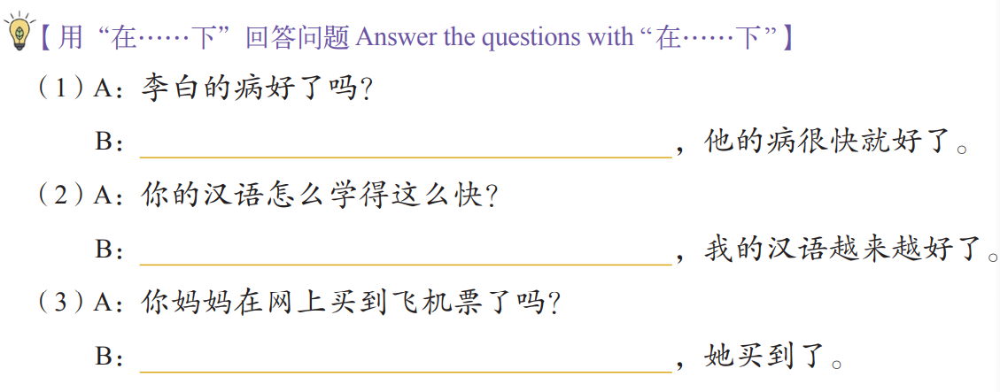 【用“在……下”回答问题 Answer the questions with “在……下”】
（1）A：李白的病好了吗？
B：，他的病很快就好了。
（2）A：你的汉语怎么学得这么快？
B：，我的汉语越来越好了。
（3）A：你妈妈在网上买到飞机票了吗？
B：，她买到了。